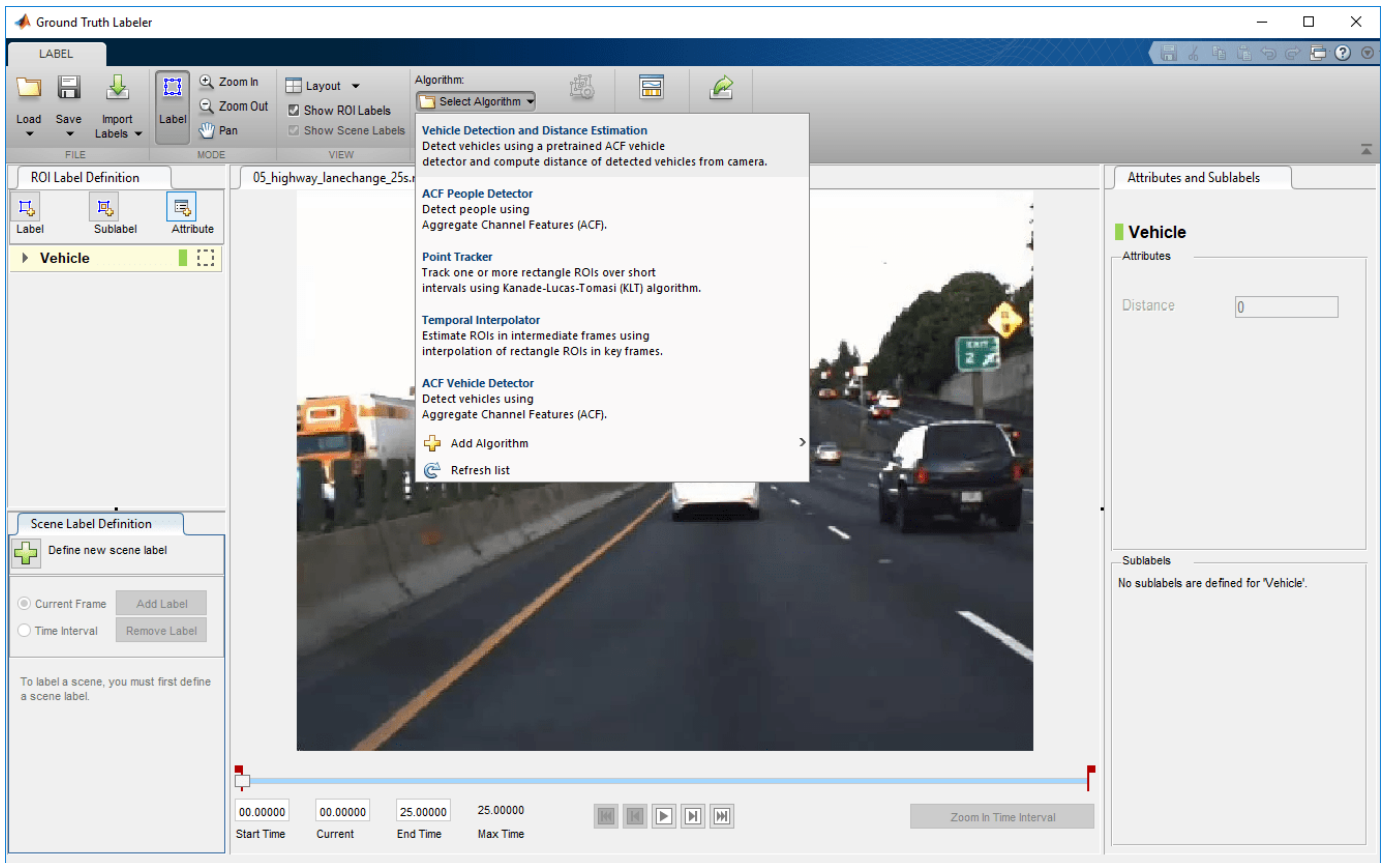 Ground Truth Labeler
LABEL
Load
Save
Import
Labels
Label
Zoom In
Zoom Out
Pan
Layout
Show ROI Labels
Show Scene Labels
Algorithm:
Select Algorithm
FILE
MODE
VIEW
Vehicle Detection and Distance Estimation
Detect vehicles using a pretrained ACF vehicle
detector and compute distance of detected vehicles from camera.
ACF People Detector
Detect people using
Aggregate Channel Features (ACF).
Point Tracker
Track one or more rectangle ROIs over short
intervals using Kanade-Lucas-Tomasi (KLT) algorithm.
Temporal Interpolator
Estimate ROIs in intermediate frames using
interpolation of rectangle ROIs in key frames.
ACF Vehicle Detector
Detect vehicles using
Aggregate Channel Features (ACF).
Add Algorithm
Refresh list
ROI Label Definition
Label
Sublabel
Attribute
Vehicle
05_highway_lanechange_25s.
EXIT
2
Scene Label Definition
Define new scene label
Current Frame
Add Label
Time Interval
Remove Label
To label a scene, you must first define
a scene label.
00.00000
00.00000
25.00000
25.00000
Start Time
Current
End Time
Max Time
Zoom In Time Interval
Attributes and Sublabels
Vehicle
Attributes
Distance
0
Sublabels
No sublabels are defined for 'Vehicle'.